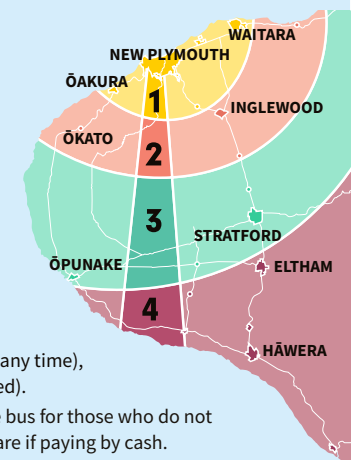 WAITARA
NEW PLYMOUTH
ŌAKURA
1
INGLEWOOD
ŌKATO
2
3
STRATFORD
ŌPUNAKE
ELTHAM
4
HĀWERA
any time),
ed).
e bus for those who do not
are if paying by cash.